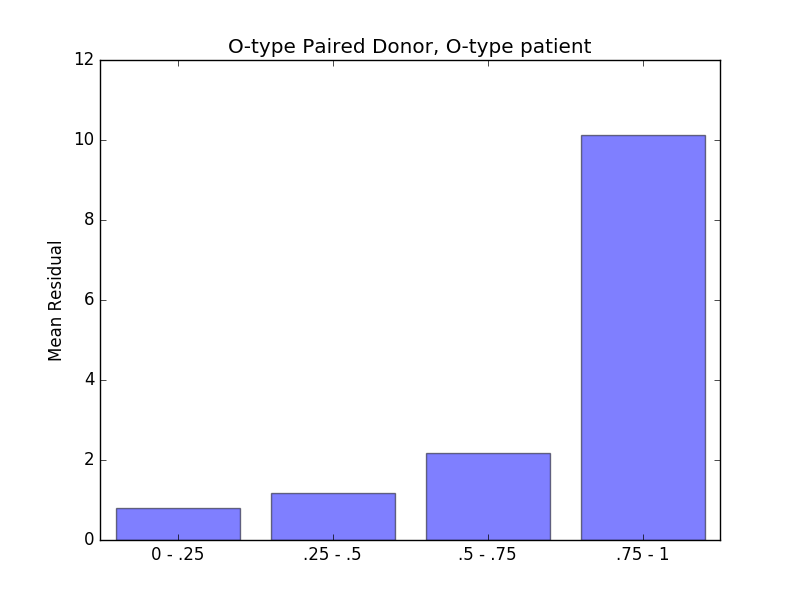 O-type Paired Donor, O-type patient
12
10
8
6
4
2
0
Mean Residual
0 - .25
.25 - .5
.5 - .75
.75 - 1